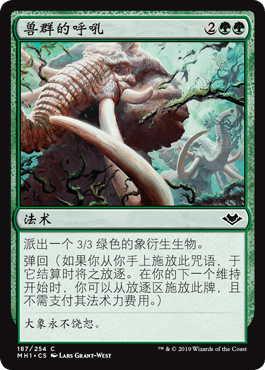 兽群的呼吼 2
法术
派出一个 3/3 绿色的象衍生生物。
弹回（如果你从你手上施放此咒语，于
它结算时将之放逐。在你的下一个维持
开始时，你可以从放逐区施放此牌，且
不需支付其法术力费用。）
大象永不饶恕。
187/254 C
MH1•CS Lars Grant-West
™ & © 2019 Wizards of the Coast